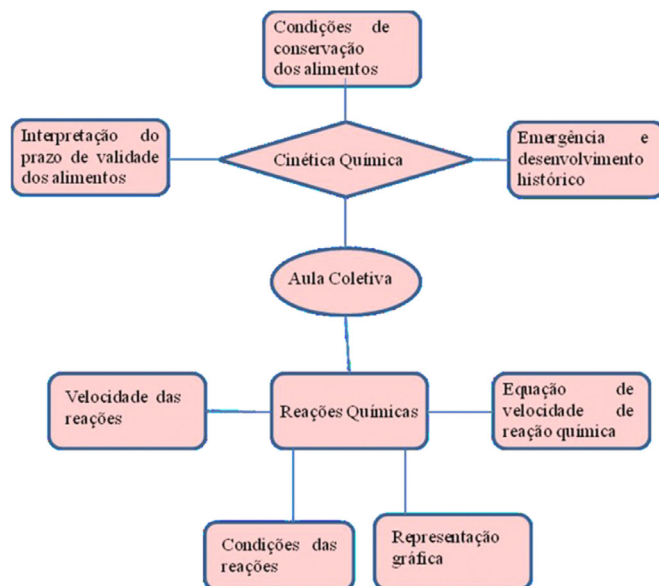 Condições de
conservação
dos alimentos
Interpretação do
prazo de validade
dos alimentos
Cinética Química
Emergência e
desenvolvimento
histórico
Aula Coletiva
Velocidade das
reações
Reações Químicas
Equação de
velocidade de
reação química
Condições das
reações
Representação
gráfica